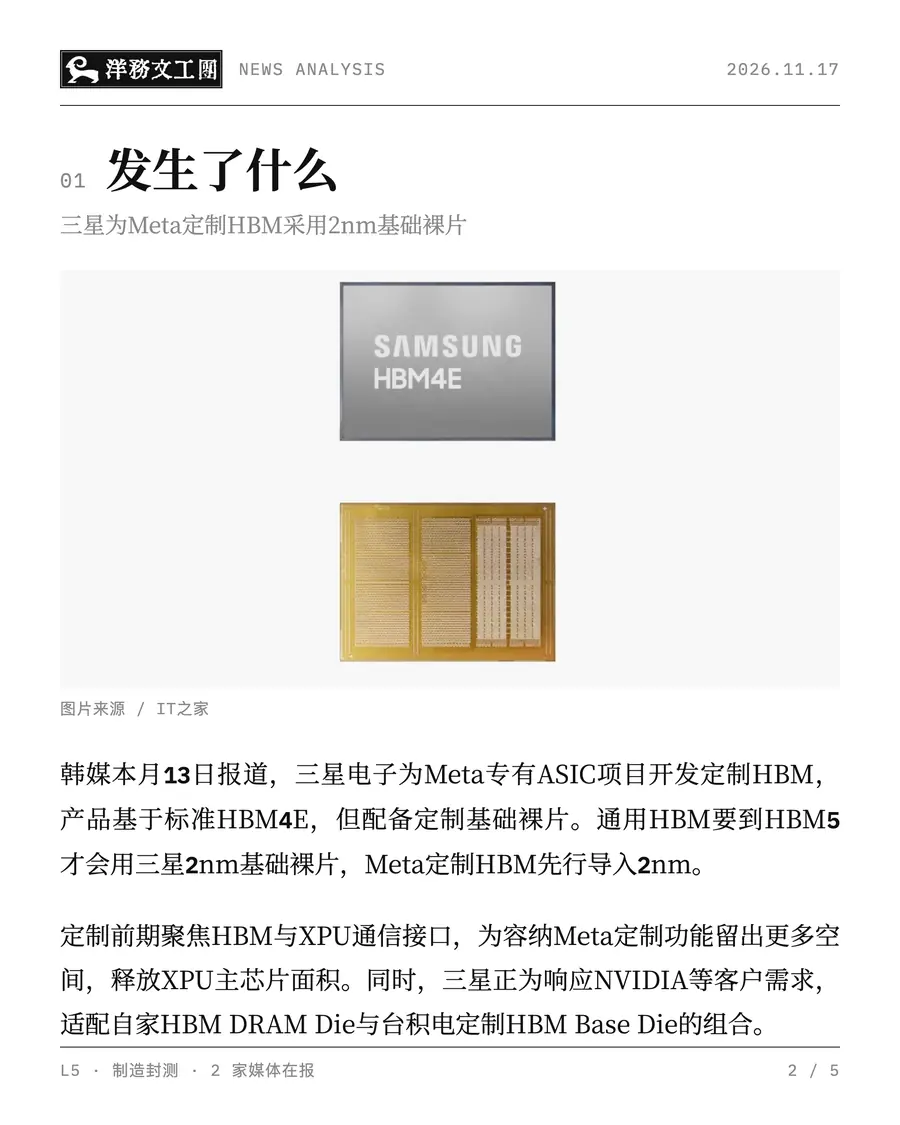 洋務文工團 NEWS ANALYSIS 2026.11.17
01 发生了什么
三星为Meta定制HBM采用2nm基础裸片
SAMSUNG
HBM4E
图片来源 / IT之家
韩媒本月13日报道，三星电子为Meta专有ASIC项目开发定制HBM，
产品基于标准HBM4E，但配备定制基础裸片。通用HBM要到HBM5
才会用三星2nm基础裸片，Meta定制HBM先行导入2nm。
定制前期聚焦HBM与XPU通信接口，为容纳Meta定制功能留出更多空
间，释放XPU主芯片面积。同时，三星正为响应NVIDIA等客户需求，
适配自家HBM DRAM Die与台积电定制HBM Base Die的组合。
L5 · 制造封测 · 2 家媒体在报 2 / 5